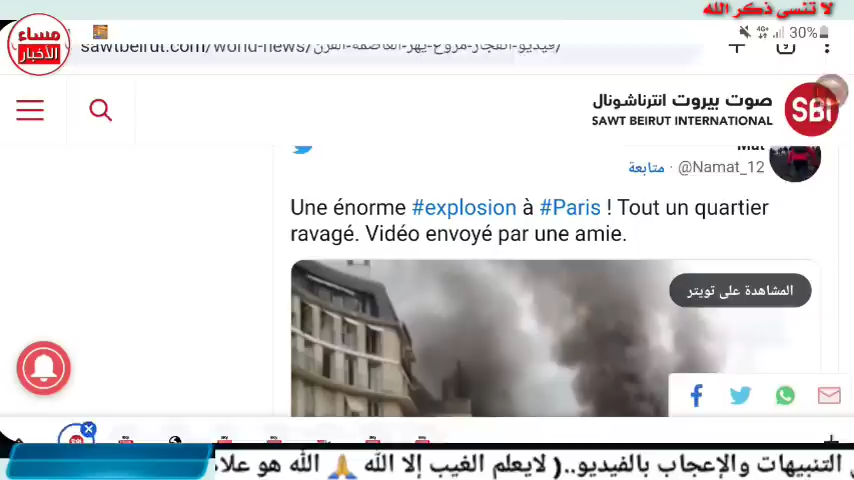 لا تنسى ذكر الله
مساء
الأخبار
4G+
30%
sawtbeirut.com/world-news/
صوت بيروت انترناشونال
SAWT BEIRUT INTERNATIONAL
SBI
Mat
متابعة · @Namat_12
Une énorme #explosion à #Paris ! Tout un quartier
ravagé. Vidéo envoyé par une amie.
المشاهدة على تويتر
التنبيهات والإعجاب بالفيديو..( لايعلم الغيب إلا الله 🙏 الله هو